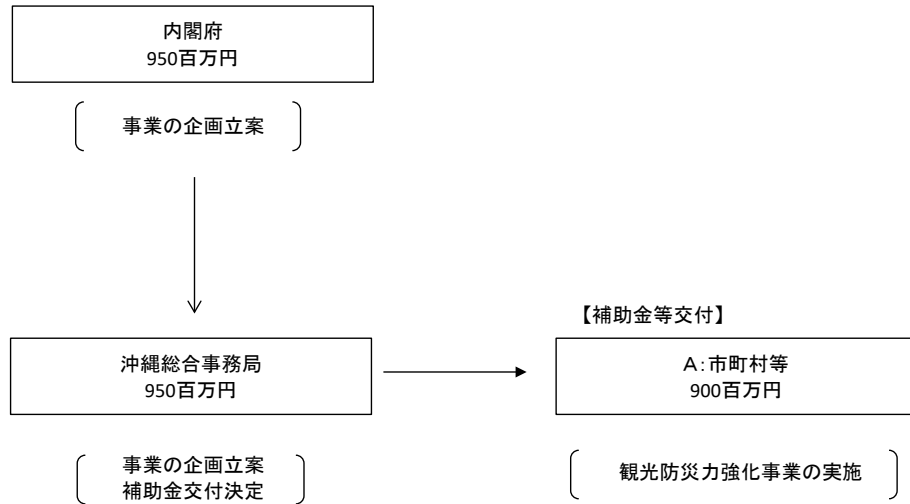 内閣府
950百万円
事業の企画立案
【補助金等交付】
沖縄総合事務局
950百万円
A:市町村等
900百万円
事業の企画立案
補助金交付決定
観光防災力強化事業の実施